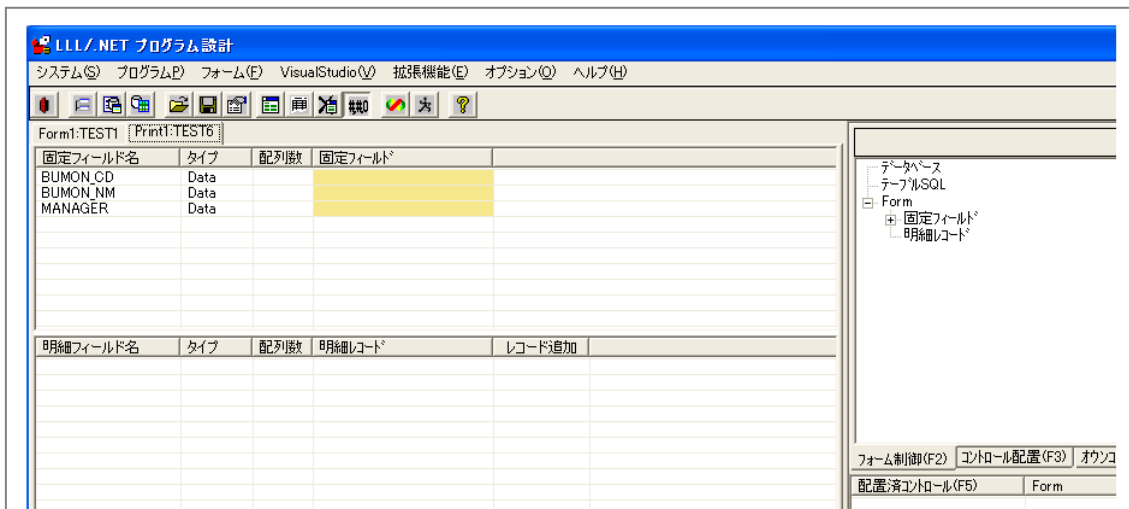 LLL/.NET プログラム設計
システム(S) プログラム(P) フォーム(F) VisualStudio(V) 拡張機能(E) オプション(O) ヘルプ(H)
##0 ?
Form1:TEST1 Print1:TEST6
固定フィールド名 タイプ 配列数 固定フィールド
BUMON_CD Data
BUMON_NM Data
MANAGER Data
明細フィールド名 タイプ 配列数 明細レコード レコード追加
データベース
テーブルSQL
Form
固定フィールド
明細レコード
フォーム制御(F2) コントロール配置(F3) オウンコ
配置済コントロール(F5) Form